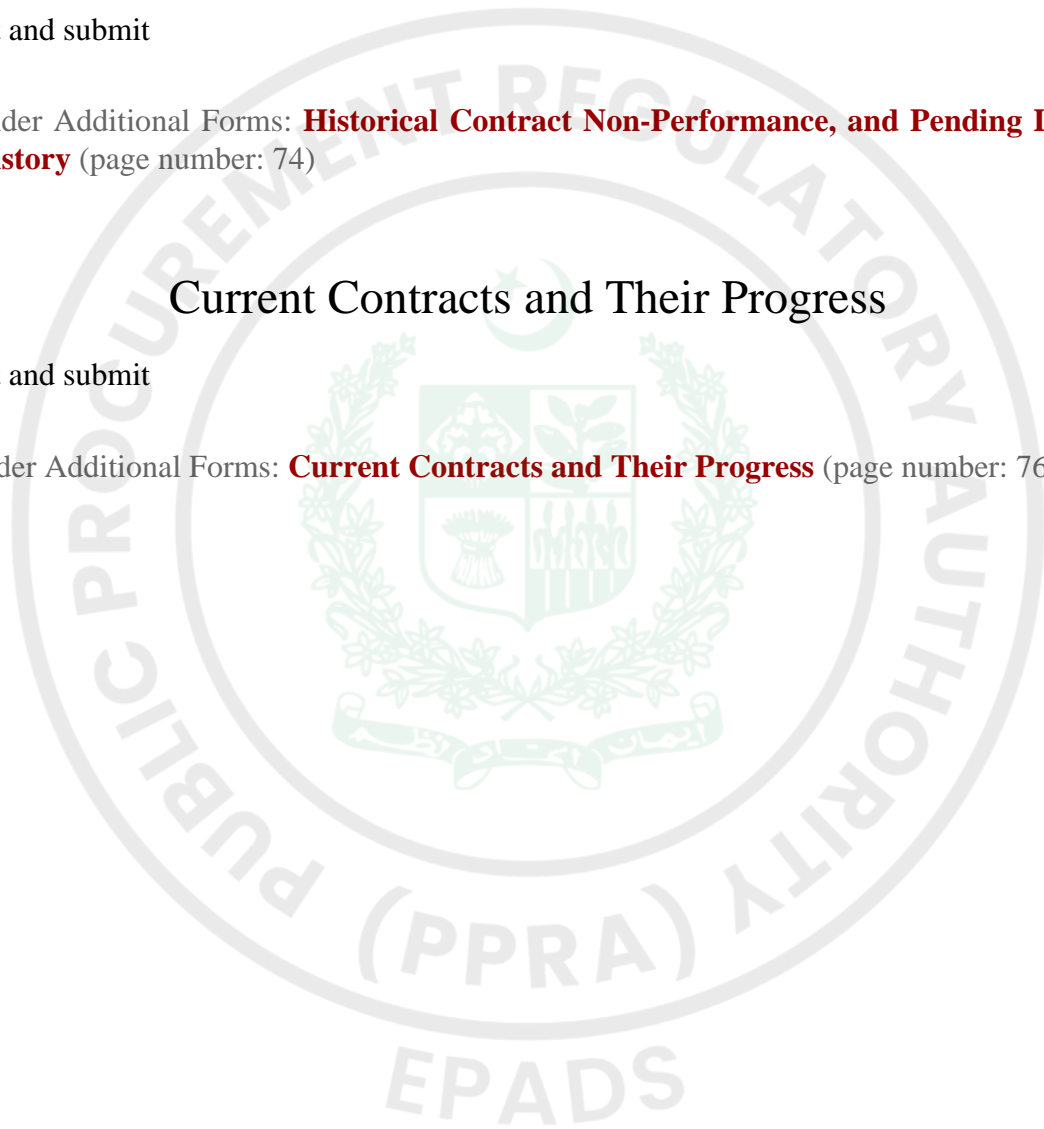 and submit
der Additional Forms: Historical Contract Non-Performance, and Pending
story (page number: 74)
Current Contracts and Their Progress
and submit
der Additional Forms: Current Contracts and Their Progress (page number: 76
PUBLIC PROCUREMENT REGULATORY AUTHORITY
(PPRA)
EPADS